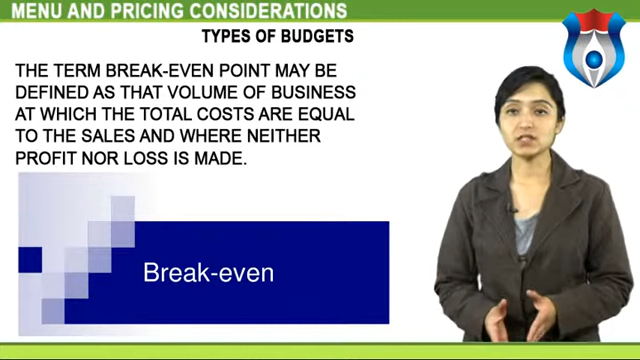 MENU AND PRICING CONSIDERATIONS
TYPES OF BUDGETS
THE TERM BREAK-EVEN POINT MAY BE
DEFINED AS THAT VOLUME OF BUSINESS
AT WHICH THE TOTAL COSTS ARE EQUAL
TO THE SALES AND WHERE NEITHER
PROFIT NOR LOSS IS MADE.
Break-even